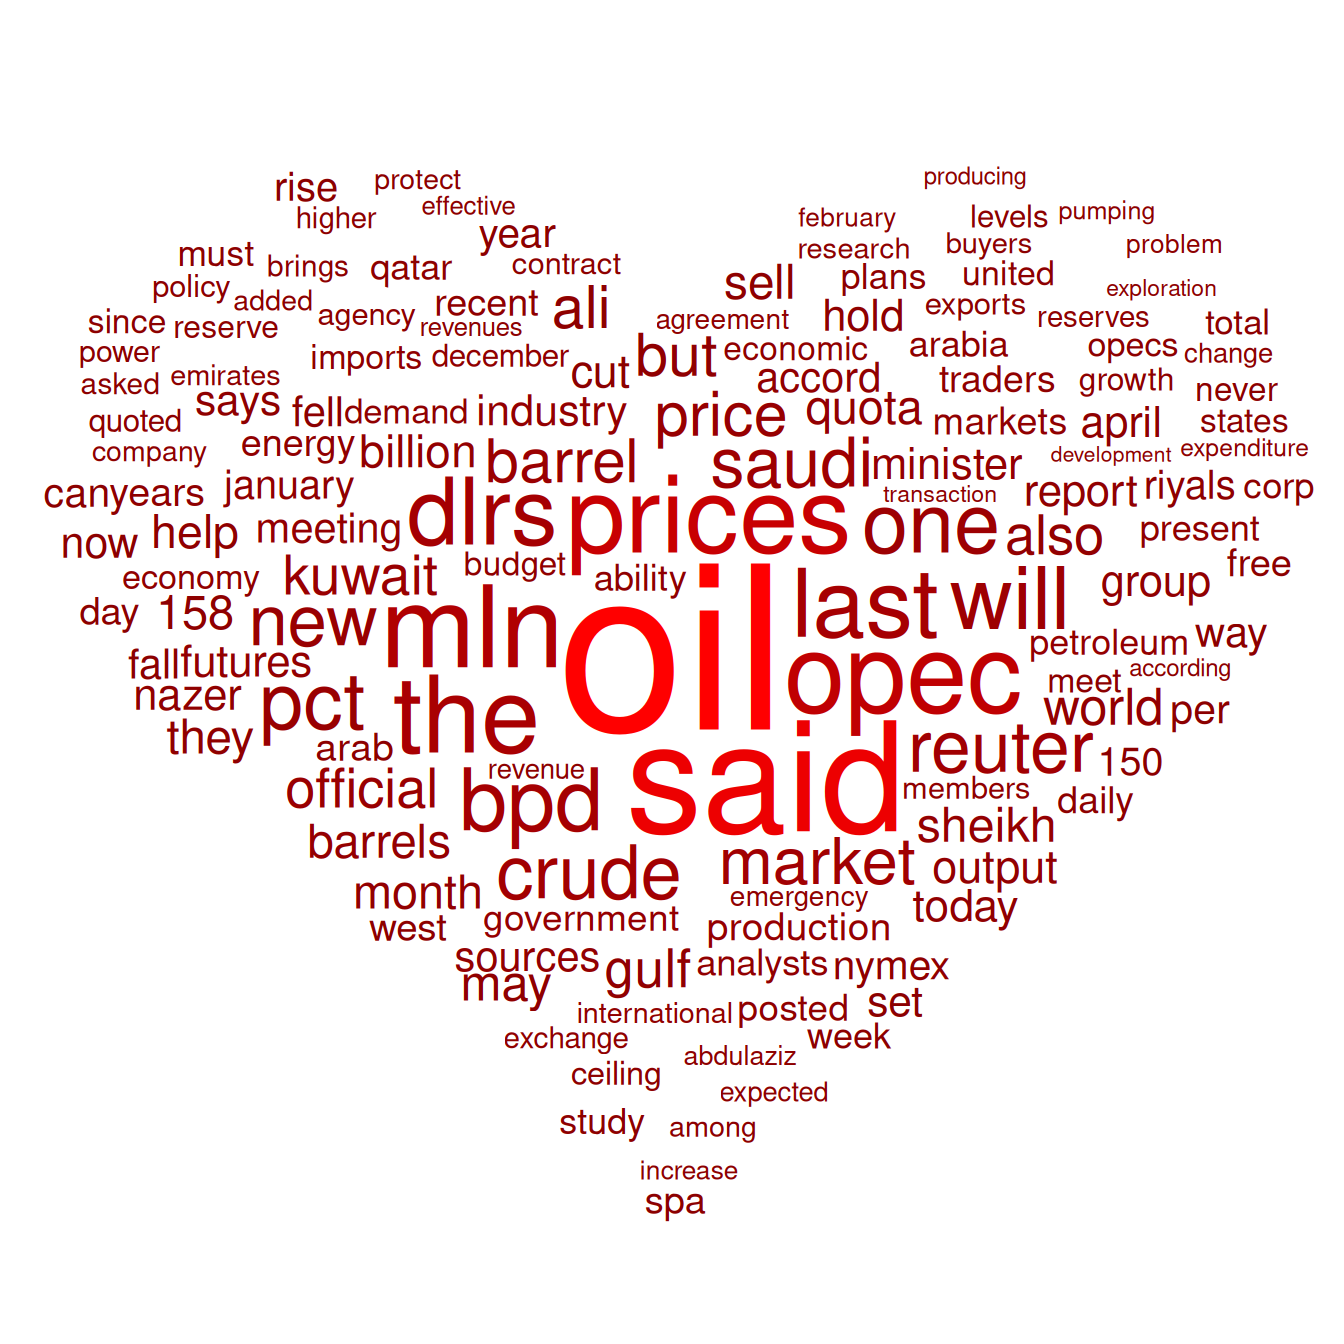 rise protect producing
higher effective february levels pumping
must year research buyers problem
brings qatar contract sell plans united
policy added recent ali exports exploration
since reserve agency revenues agreement hold reserves total
power imports december but economic arabia opecs change
asked emirates cut accord traders growth never
quoted says fell demand industry price quota markets april states
company energy billion barrel saudi minister development expenditure
can years january dlrs prices transaction report riyals corp
now help meeting one also present
economy kuwait budget ability group free
day 158 new mln oil last will petroleum way
fall futures opec meet according
nazer pct the world per
they arab said reuter 150
official revenue bpd members daily
barrels sheikh
month crude market output
west government emergency production today
sources gulf analysts nymex
may international posted set
exchange week
ceiling abdulaziz
expected
study among
increase
spa